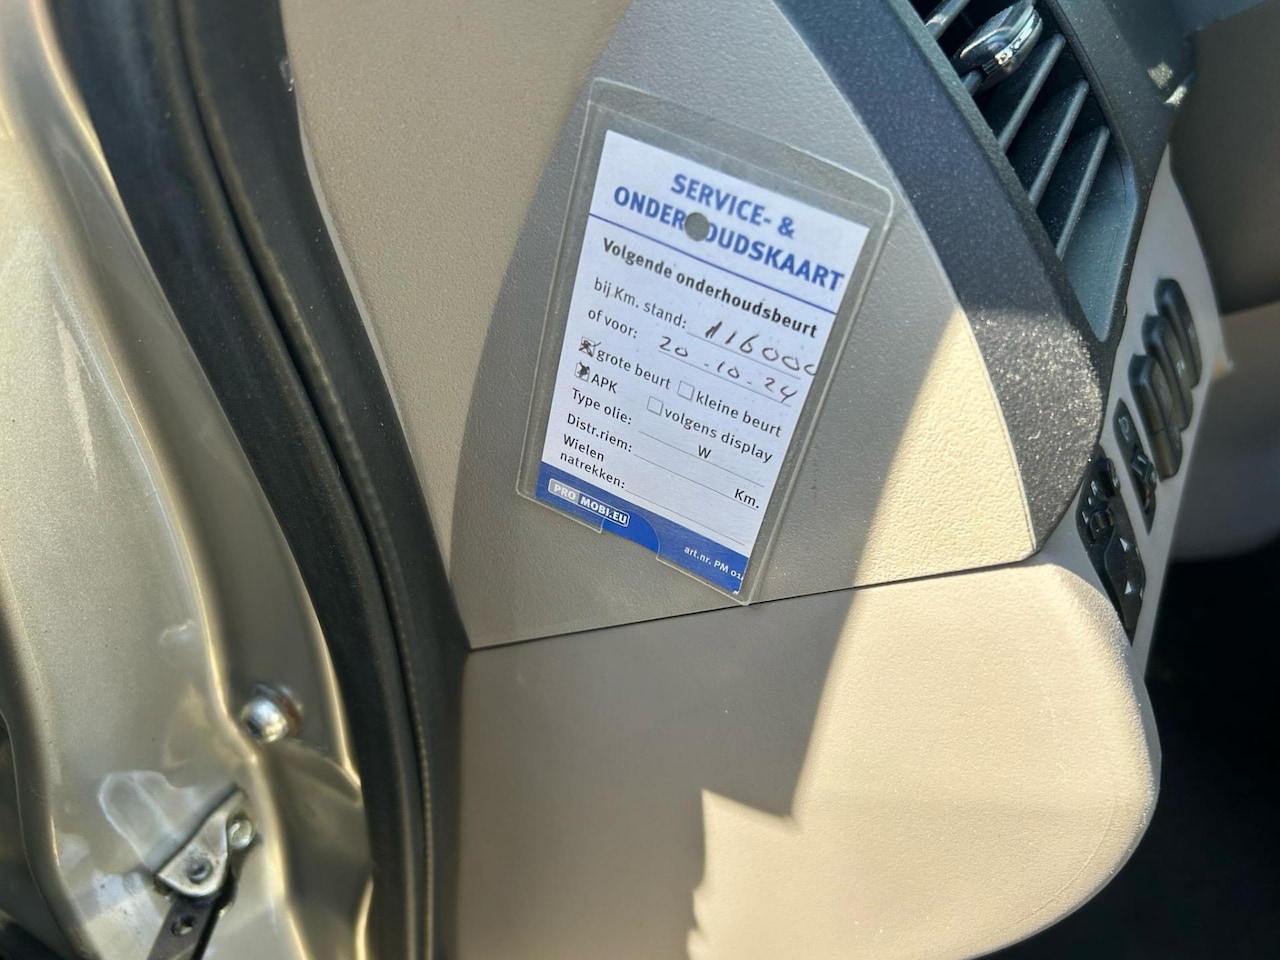 SERVICE- &
ONDERHOUDSKAART
Volgende onderhoudsbeurt
bij Km. stand: 116000
of voor: 20-10-24
grote beurt kleine beurt
APK volgens display
Type olie: W
Distr.riem: Km.
Wielen
natrekken:
PRO MOBI.EU
art.nr. PM 01